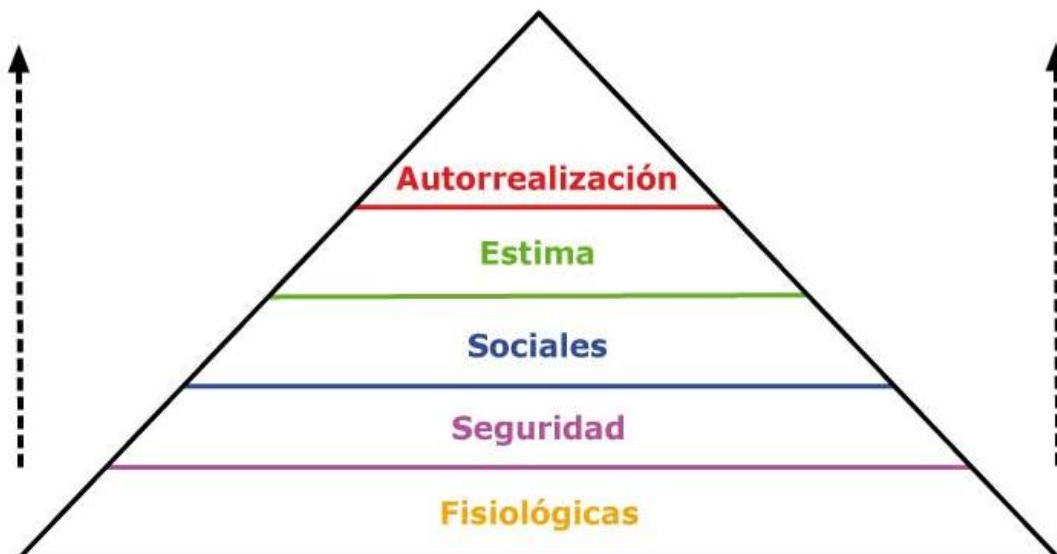 Autorrealización
Estima
Sociales
Seguridad
Fisiológicas